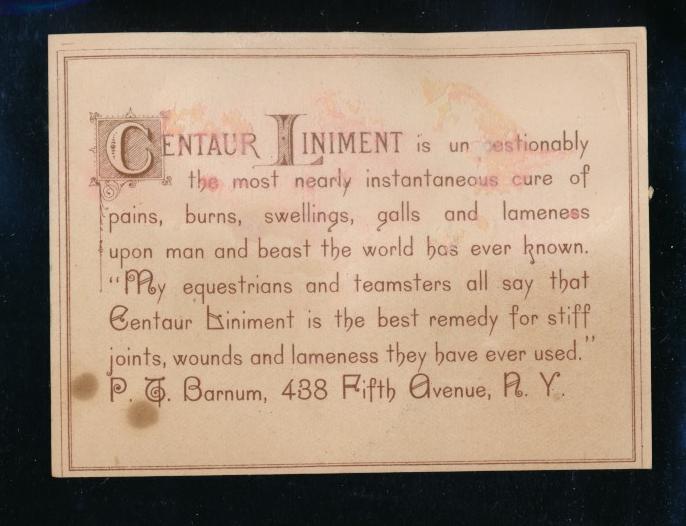 CENTAUR LINIMENT is un estionably
the most nearly instantaneous cure of
pains, burns, swellings, galls and lameness
upon man and beast the world has ever known.
“My equestrians and teamsters all say that
Centaur Liniment is the best remedy for stiff
joints, wounds and lameness they have ever used.”
P. T. Barnum, 438 Fifth Avenue, N. Y.